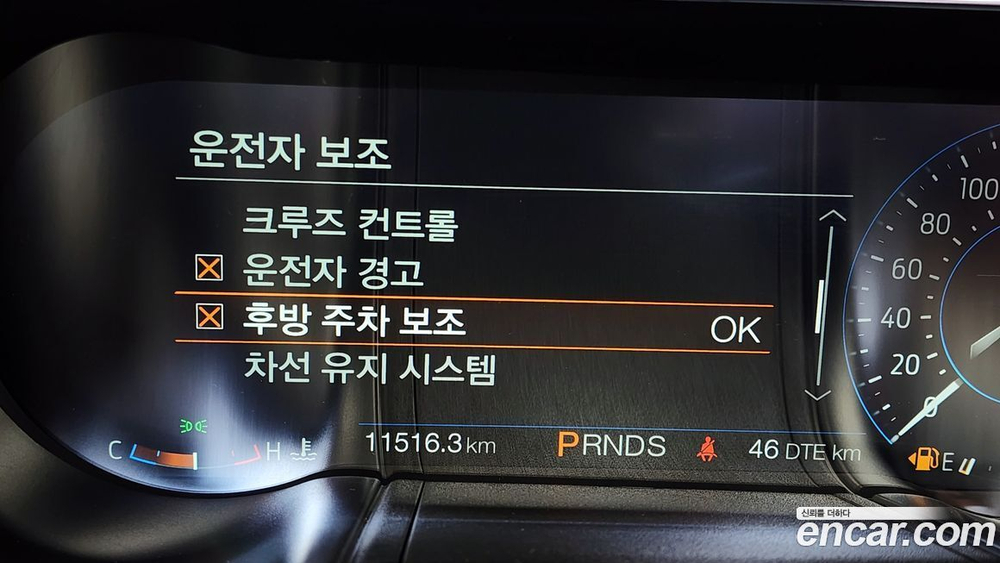 운전자 보조
크루즈 컨트롤
운전자 경고
후방 주차 보조 OK
차선 유지 시스템
100
80
60
40
20
0
C H
11516.3 km PRNDS 46 DTE km
E
신뢰를 더하다
encar.com